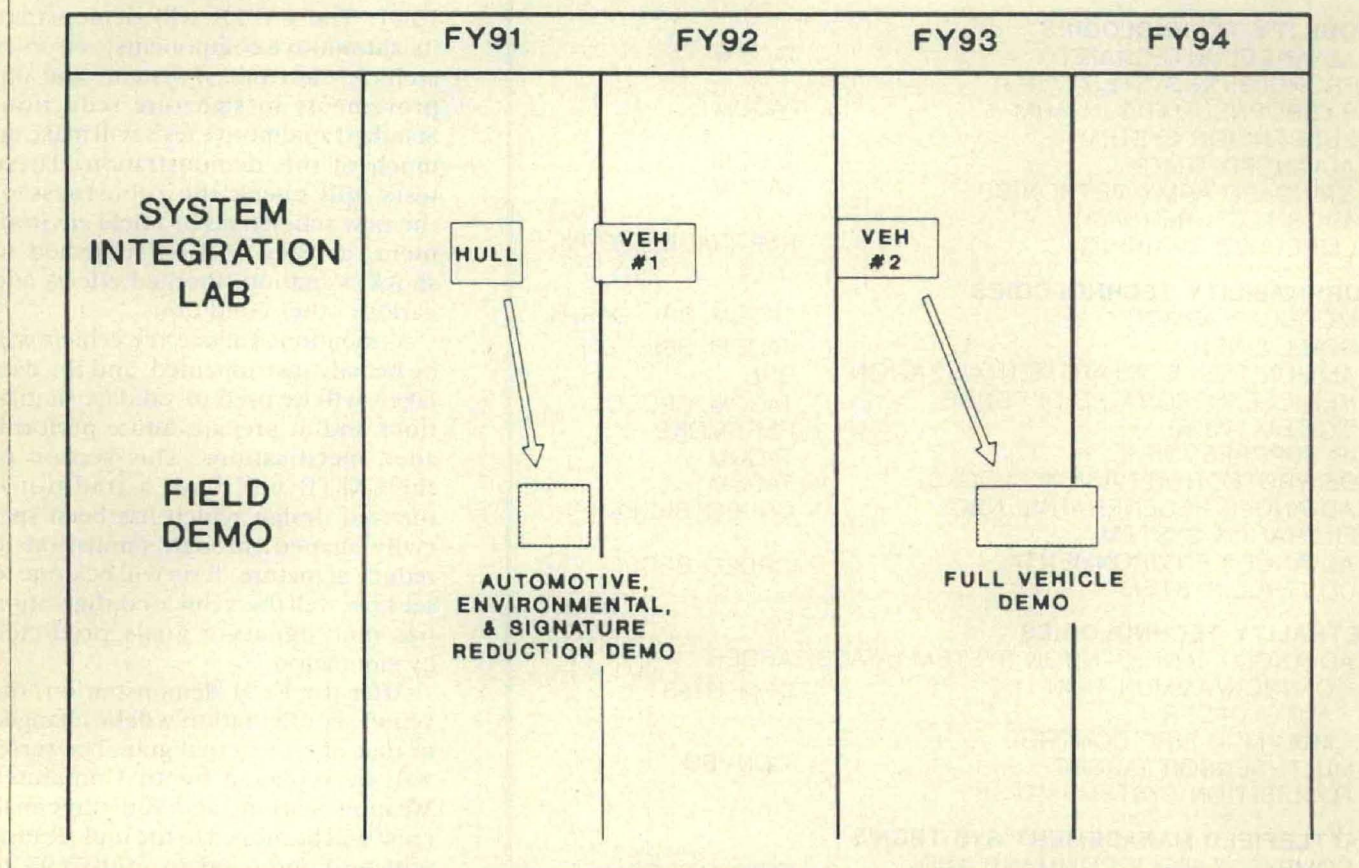 FY91 FY92 FY93 FY94
SYSTEM
INTEGRATION
LAB
HULL
VEH
#1
VEH
#2
FIELD
DEMO
AUTOMOTIVE,
ENVIRONMENTAL,
& SIGNATURE
REDUCTION DEMO
FULL VEHICLE
DEMO